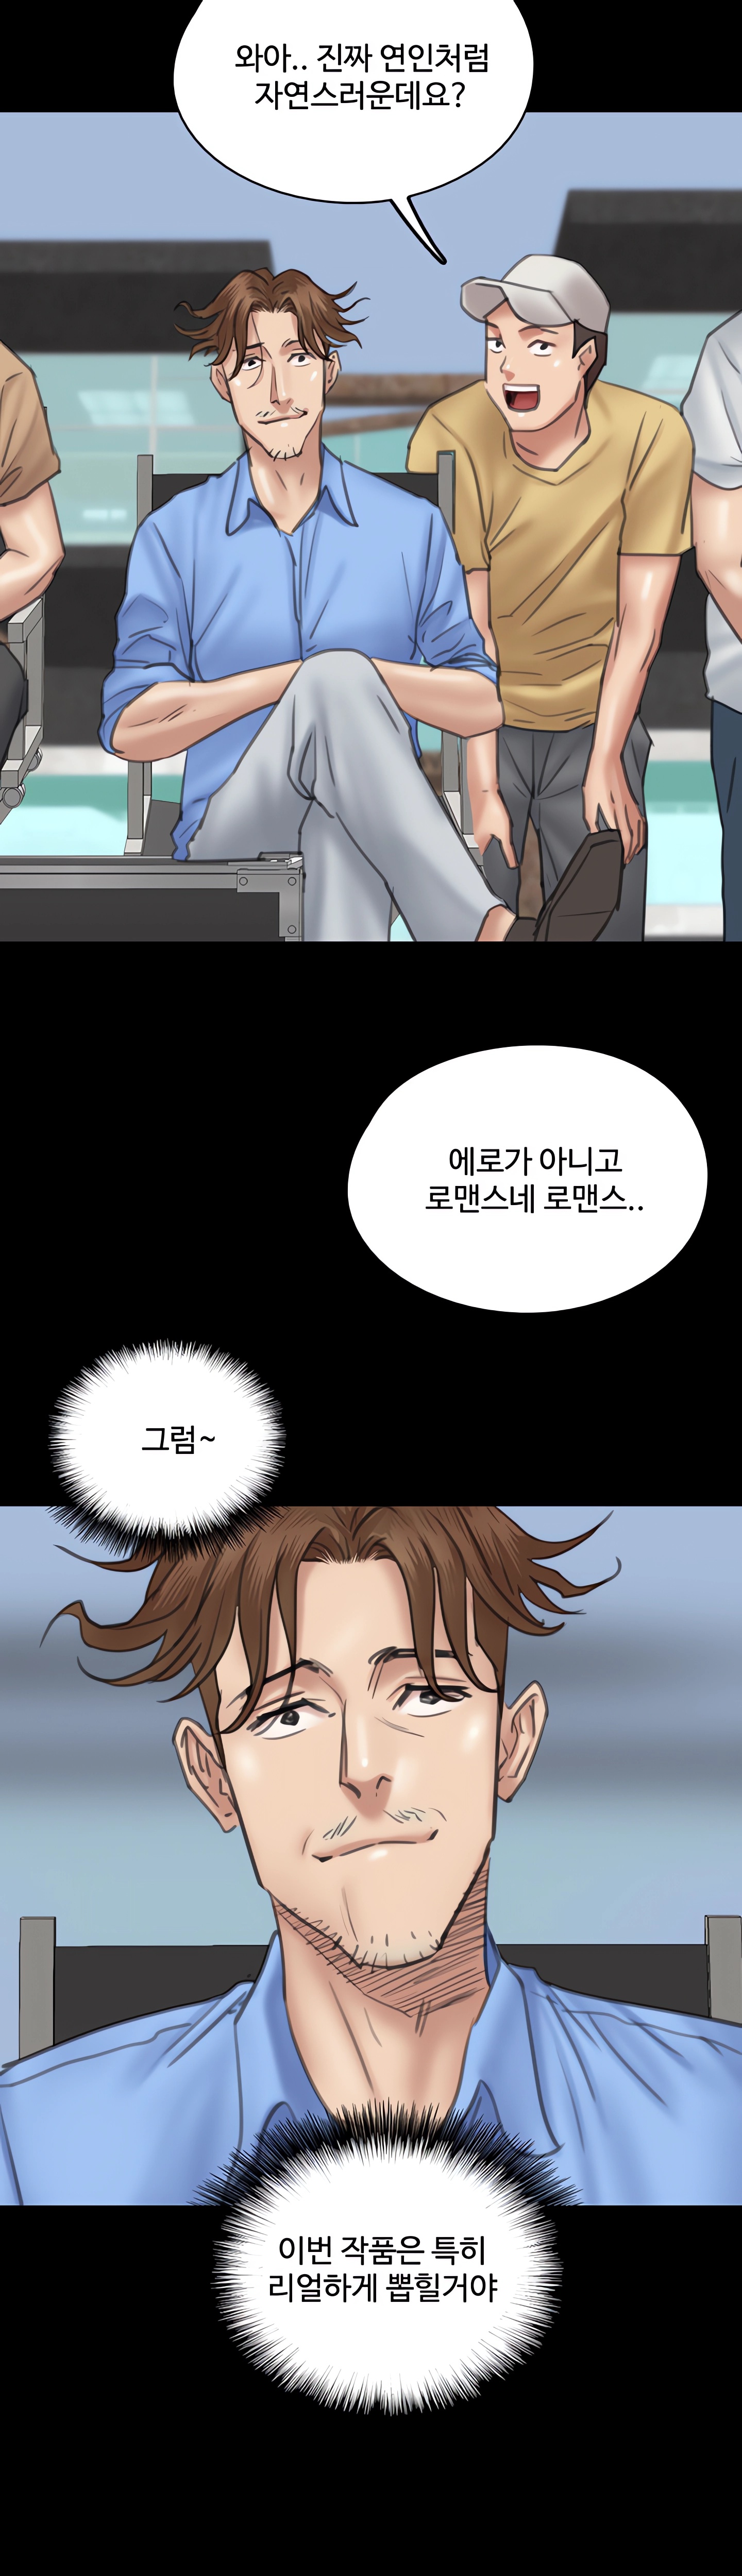 와아.. 진짜 연인처럼
자연스러운데요?
에로가 아니고
로맨스네 로맨스..
그럼~
이번 작품은 특히
리얼하게 뽑힐거야